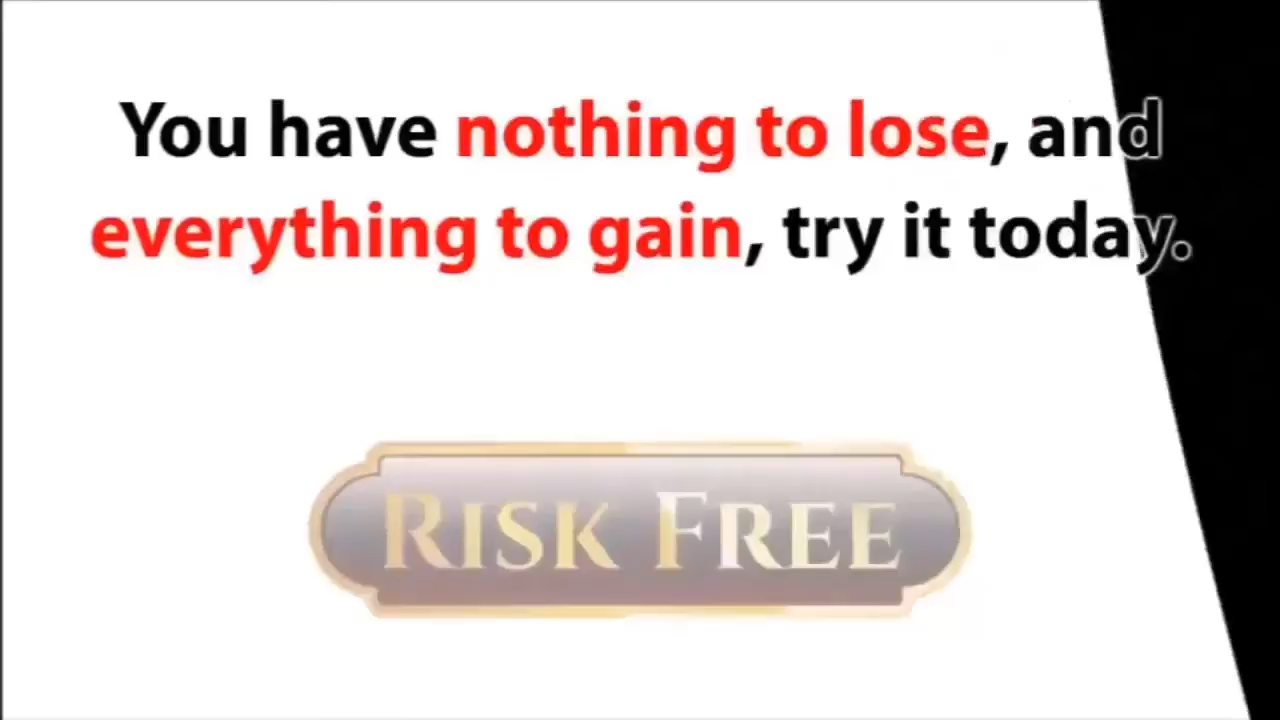 You have nothing to lose, and
everything to gain, try it today.
RISK FREE